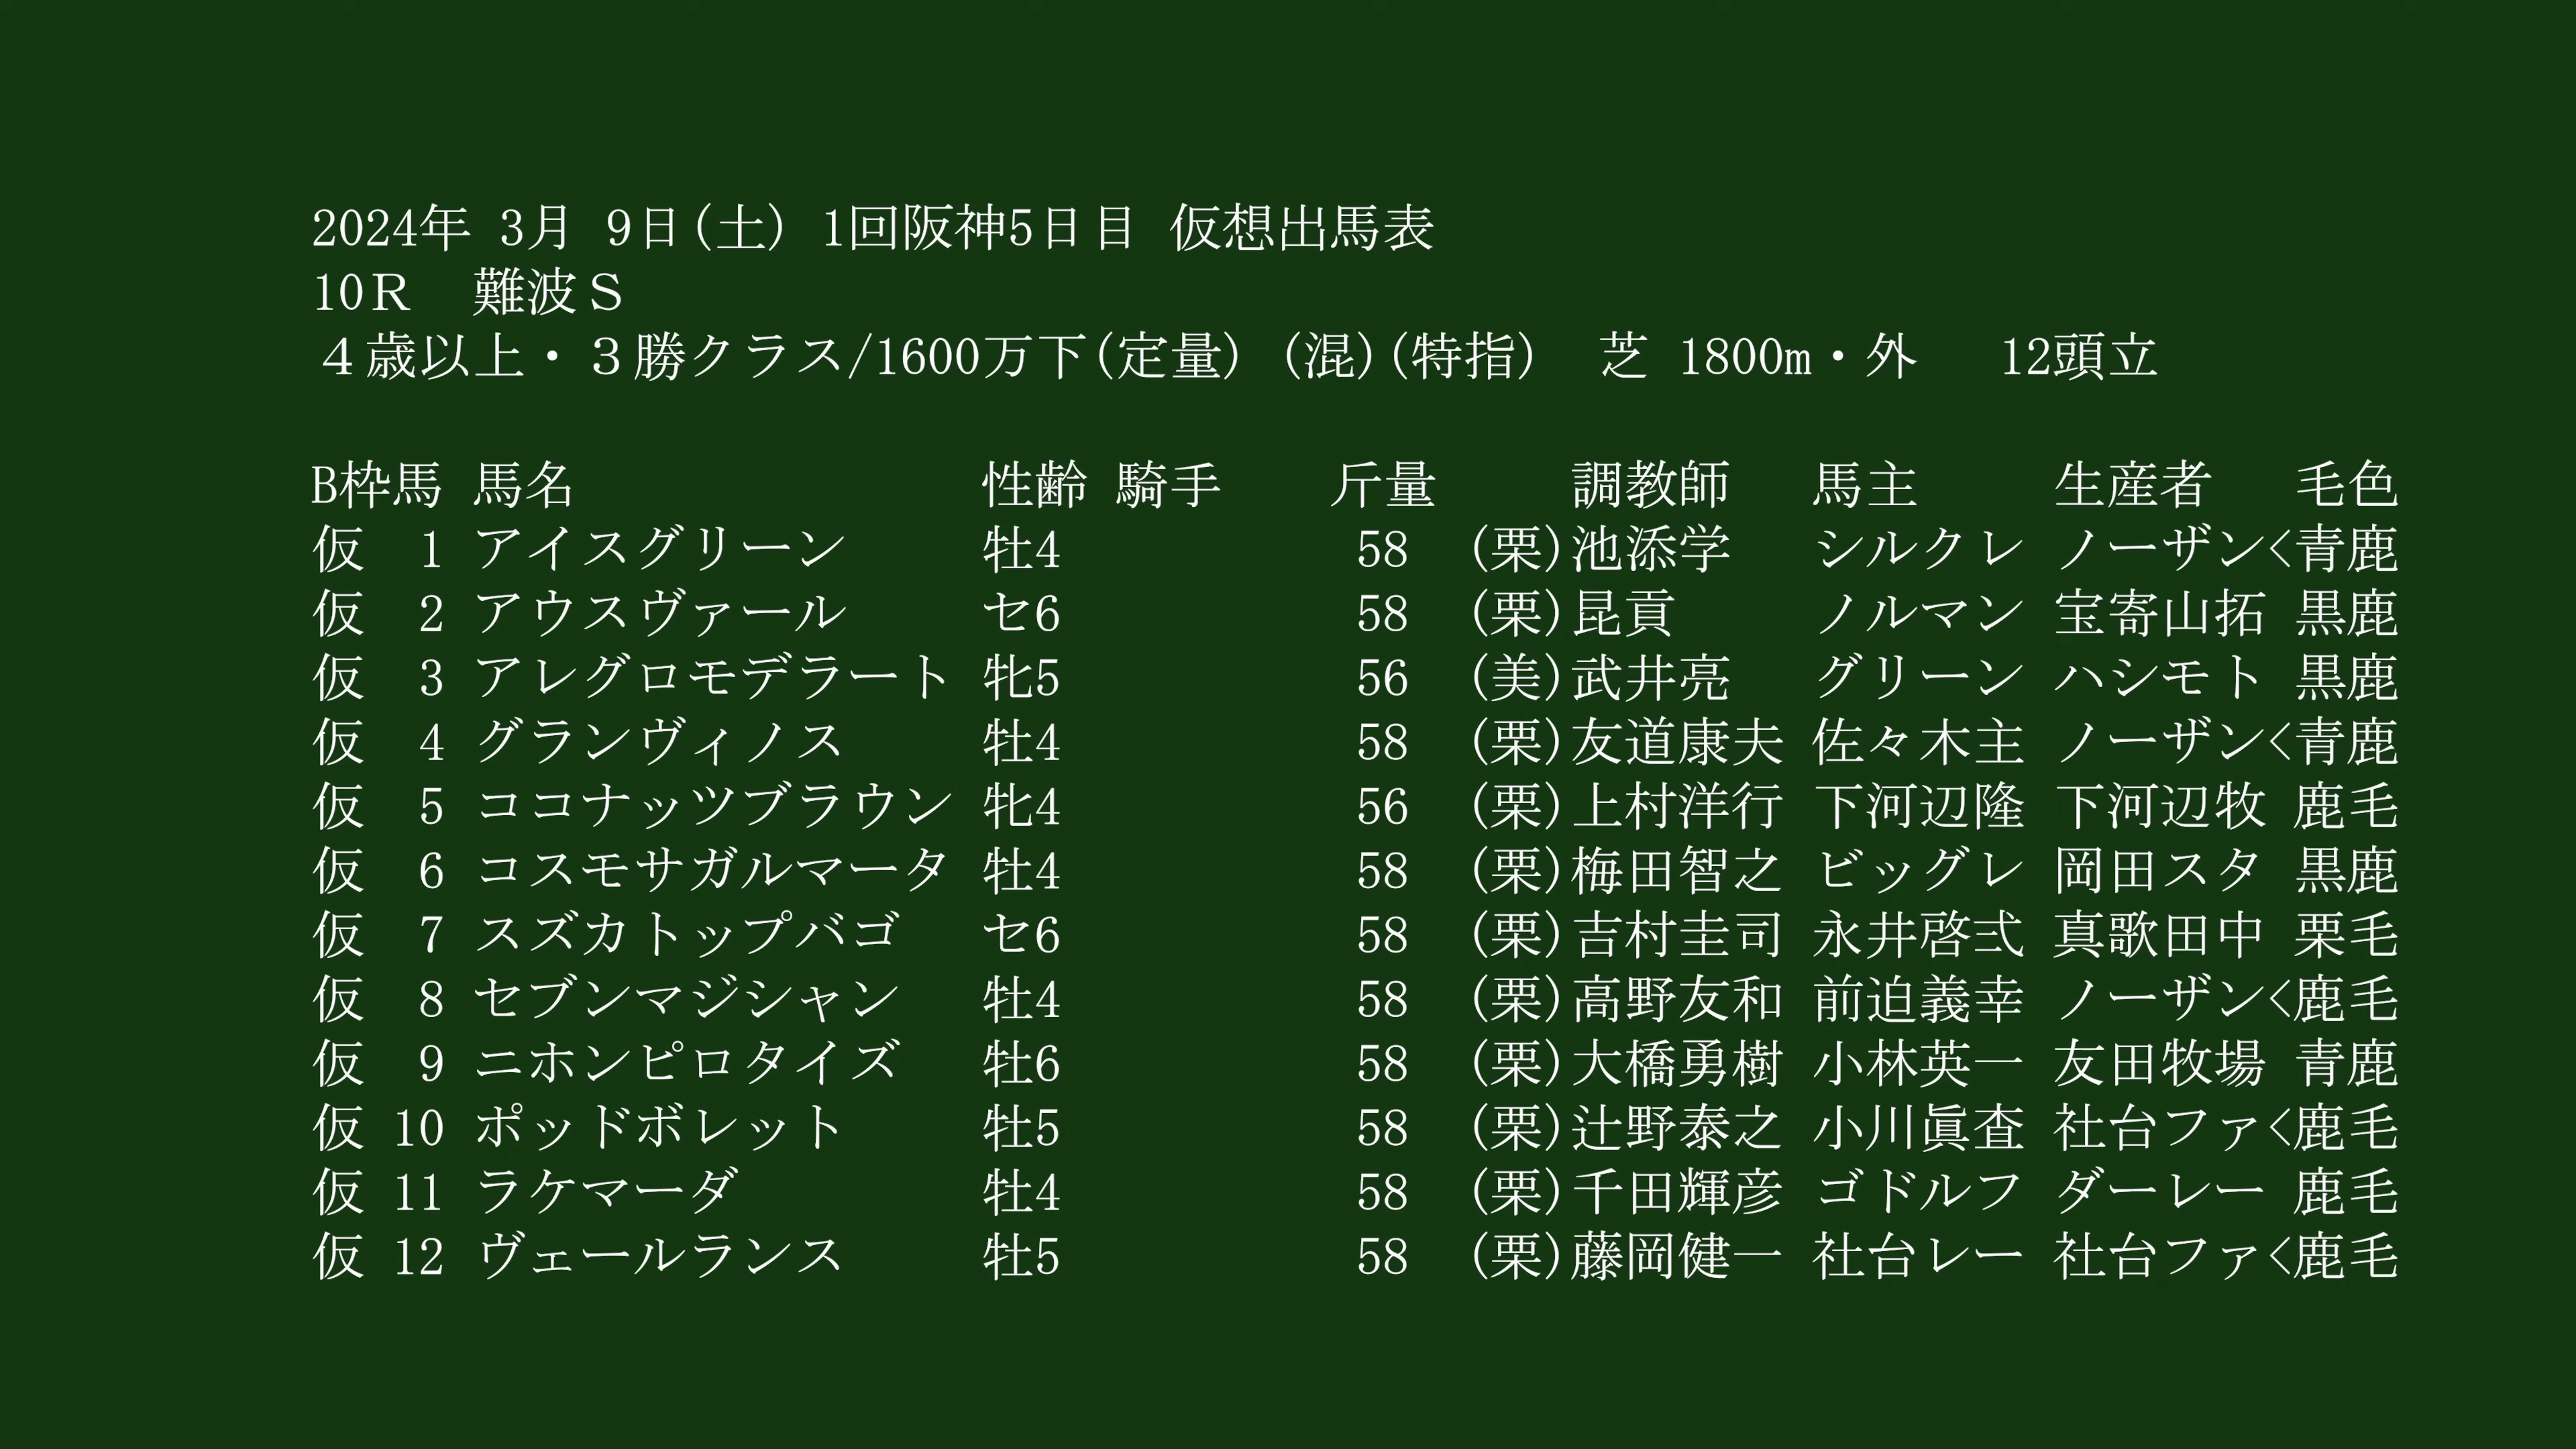 2024年 3月 9日(土) 1回阪神5日目 仮想出馬表
10Ｒ　難波Ｓ
４歳以上・３勝クラス/1600万下(定量) (混)(特指)　芝 1800m・外　 12頭立
B枠馬 馬名 性齢 騎手 斤量 調教師 馬主 生産者 毛色
仮 1 アイスグリーン 牡4 58 (栗)池添学 シルクレ ノーザン<青鹿
仮 2 アウスヴァール セ6 58 (栗)昆貢 ノルマン 宝寄山拓 黒鹿
仮 3 アレグロモデラート 牝5 56 (美)武井亮 グリーン ハシモト 黒鹿
仮 4 グランヴィノス 牡4 58 (栗)友道康夫 佐々木主 ノーザン<青鹿
仮 5 ココナッツブラウン 牝4 56 (栗)上村洋行 下河辺隆 下河辺牧 鹿毛
仮 6 コスモサガルマータ 牡4 58 (栗)梅田智之 ビッグレ 岡田スタ 黒鹿
仮 7 スズカトップバゴ セ6 58 (栗)吉村圭司 永井啓弍 真歌田中 栗毛
仮 8 セブンマジシャン 牡4 58 (栗)高野友和 前迫義幸 ノーザン<鹿毛
仮 9 ニホンピロタイズ 牡6 58 (栗)大橋勇樹 小林英一 友田牧場 青鹿
仮 10 ポッドボレット 牡5 58 (栗)辻野泰之 小川眞査 社台ファ<鹿毛
仮 11 ラケマーダ 牡4 58 (栗)千田輝彦 ゴドルフ ダーレー 鹿毛
仮 12 ヴェールランス 牡5 58 (栗)藤岡健一 社台レー 社台ファ<鹿毛